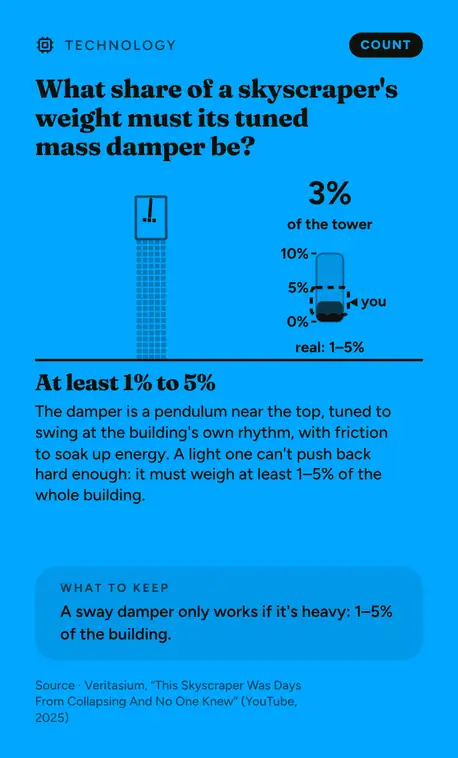 TECHNOLOGY
COUNT
What share of a skyscraper's
weight must its tuned
mass damper be?
3%
of the tower
10%
5%
you
0%
real: 1–5%
At least 1% to 5%
The damper is a pendulum near the top, tuned to
swing at the building's own rhythm, with friction
to soak up energy. A light one can't push back
hard enough: it must weigh at least 1–5% of the
whole building.
WHAT TO KEEP
A sway damper only works if it's heavy: 1–5%
of the building.
Source · Veritasium, "This Skyscraper Was Days
From Collapsing And No One Knew" (YouTube,
2025)